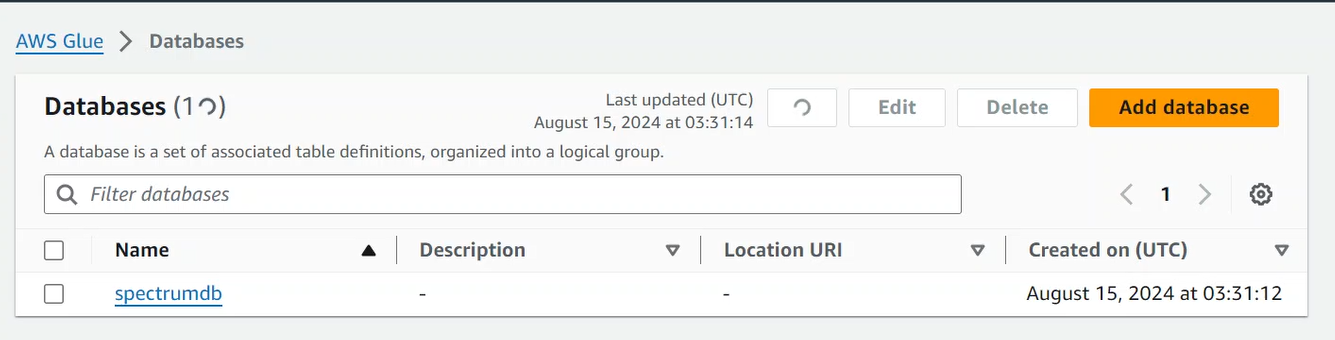 AWS Glue > Databases
Databases (1)
Last updated (UTC)
August 15, 2024 at 03:31:14
Edit
Delete
Add database
A database is a set of associated table definitions, organized into a logical group.
Filter databases
1
Name Description Location URI Created on (UTC)
spectrumdb - - August 15, 2024 at 03:31:12